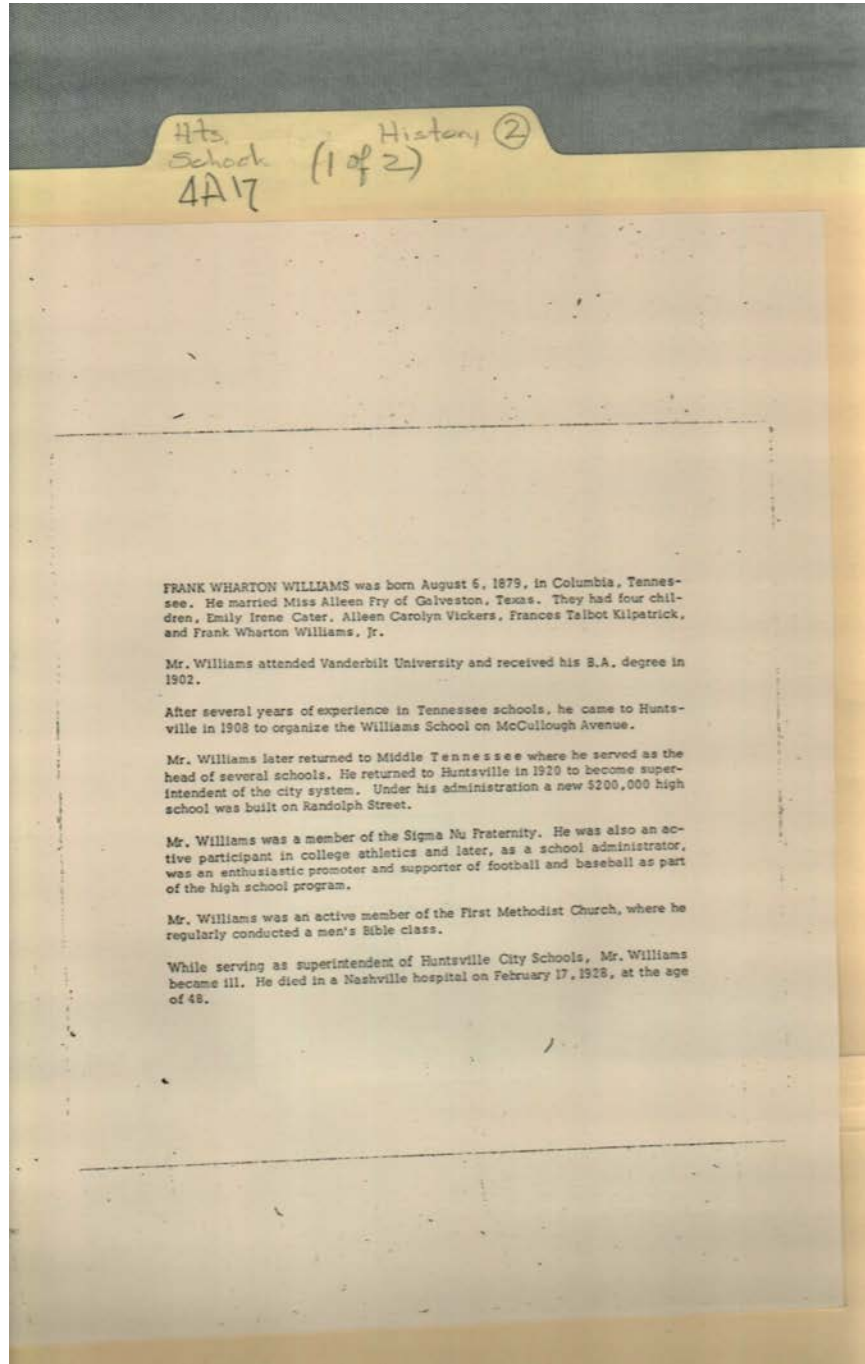 Hts. History ②
School (1 of 2)
4A17
FRANK WHARTON WILLIAMS was born August 6, 1879, in Columbia, Tennes-
see. He married Miss Alleen Fry of Galveston, Texas. They had four chil-
dren, Emily Irene Cater, Alleen Carolyn Vickers, Frances Talbot Kilpatrick,
and Frank Wharton Williams, Jr.
Mr. Williams attended Vanderbilt University and received his B.A. degree in
1902.
After several years of experience in Tennessee schools, he came to Hunts-
ville in 1908 to organize the Williams School on McCullough Avenue.
Mr. Williams later returned to Middle Tennessee where he served as the
head of several schools. He returned to Huntsville in 1920 to become super-
intendent of the city system. Under his administration a new $200,000 high
school was built on Randolph Street.
Mr. Williams was a member of the Sigma Nu Fraternity. He was also an ac-
tive participant in college athletics and later, as a school administrator,
was an enthusiastic promoter and supporter of football and baseball as part
of the high school program.
Mr. Williams was an active member of the First Methodist Church, where he
regularly conducted a men's Bible class.
While serving as superintendent of Huntsville City Schools, Mr. Williams
became ill. He died in a Nashville hospital on February 17, 1928, at the age
of 48.